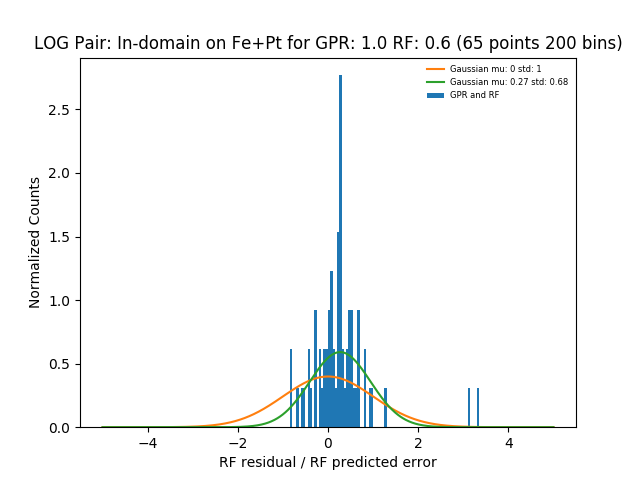 LOG Pair: In-domain on Fe+Pt for GPR: 1.0 RF: 0.6 (65 points 200 bins)
Gaussian mu: 0 std: 1
Gaussian mu: 0.27 std: 0.68
GPR and RF
Normalized Counts
2.5
2.0
1.5
1.0
0.5
0.0
−4
−2
0
2
4
RF residual / RF predicted error